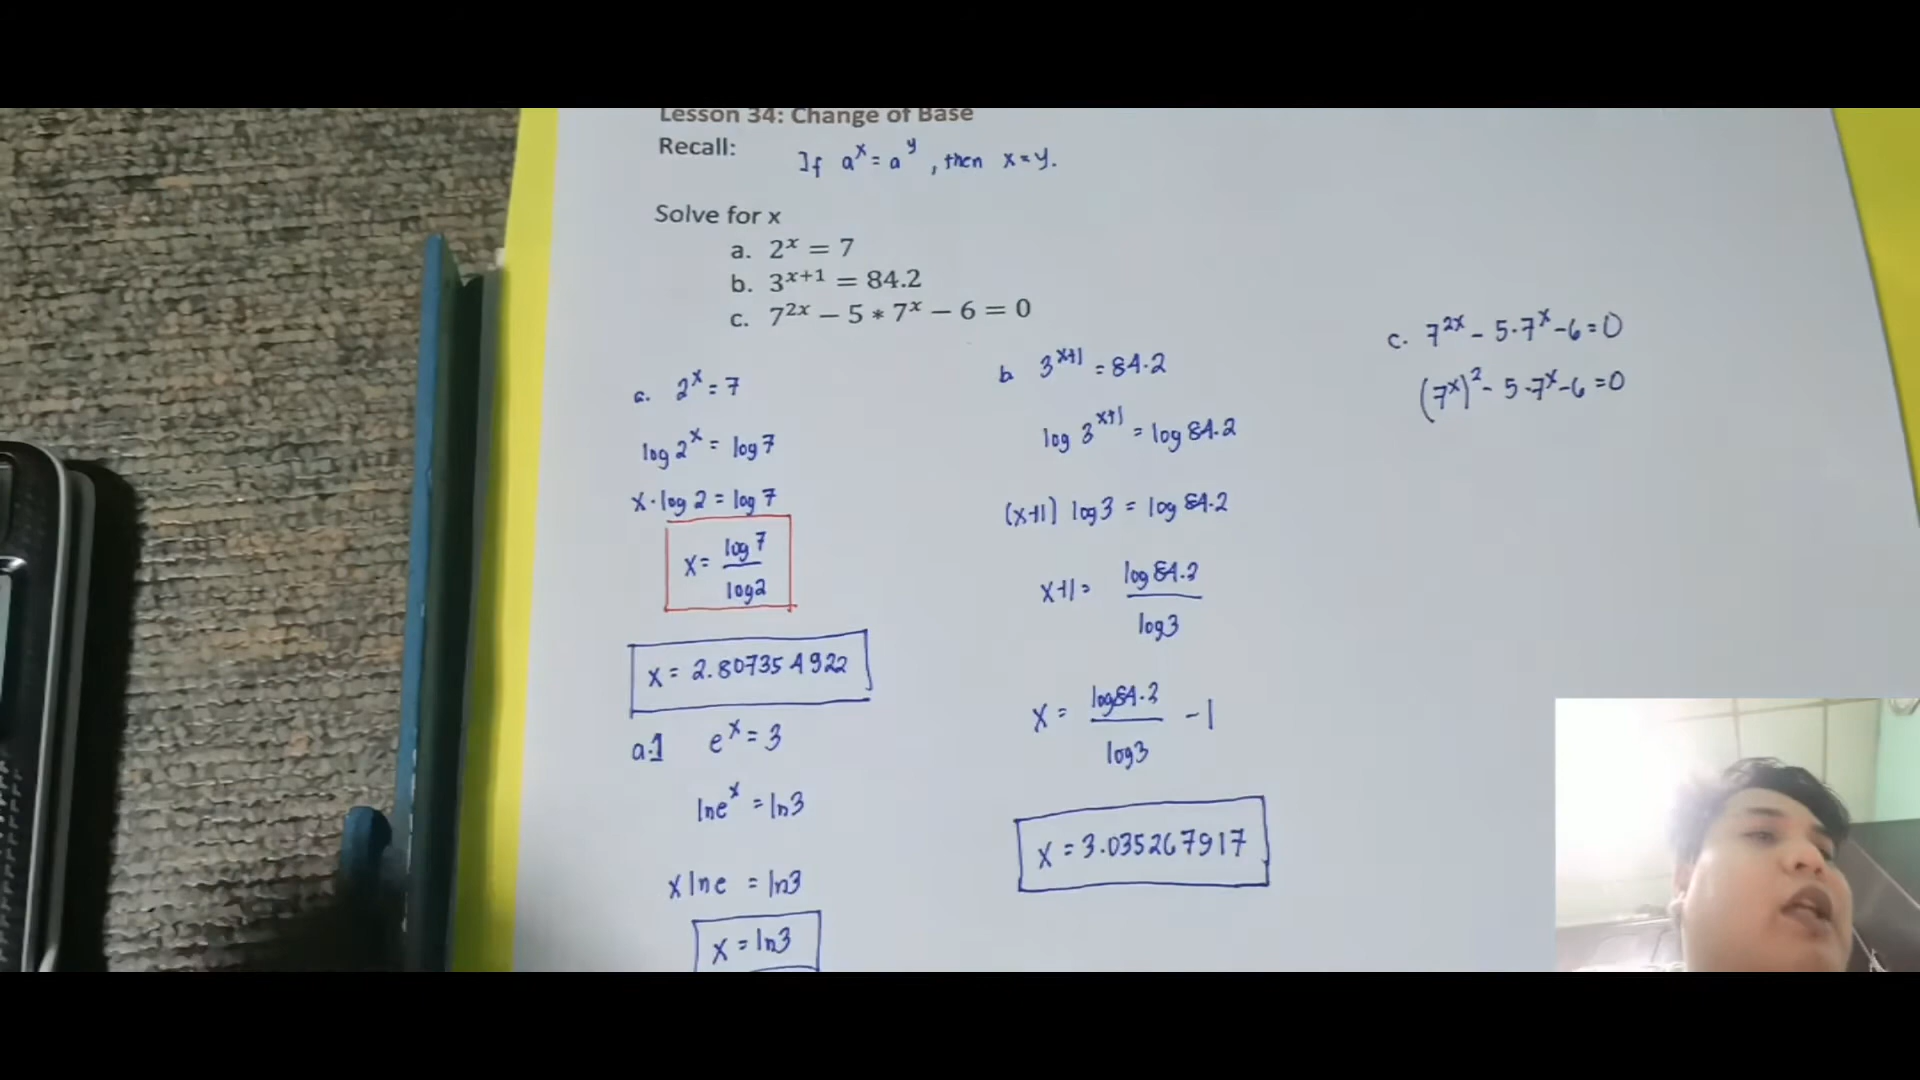 Lesson 34: Change of Base
Recall:
If a^x = a^y, then x = y.
Solve for x
a. 2^x = 7
b. 3^{x+1} = 84.2
c. 7^{2x} − 5 ∗ 7^x − 6 = 0
a. 2^x = 7
log 2^x = log 7
x · log 2 = log 7
x = log 7 / log 2
x = 2.807354922
a.1 e^x = 3
ln e^x = ln 3
x ln e = ln 3
x = ln 3
b 3^{x+1} = 84.2
log 3^{x+1} = log 84.2
(x+1) log 3 = log 84.2
x+1 = log 84.2 / log 3
x = log 84.2 / log 3 - 1
x = 3.035267917
c. 7^{2x} - 5 · 7^x - 6 = 0
(7^x)^2 - 5 · 7^x - 6 = 0